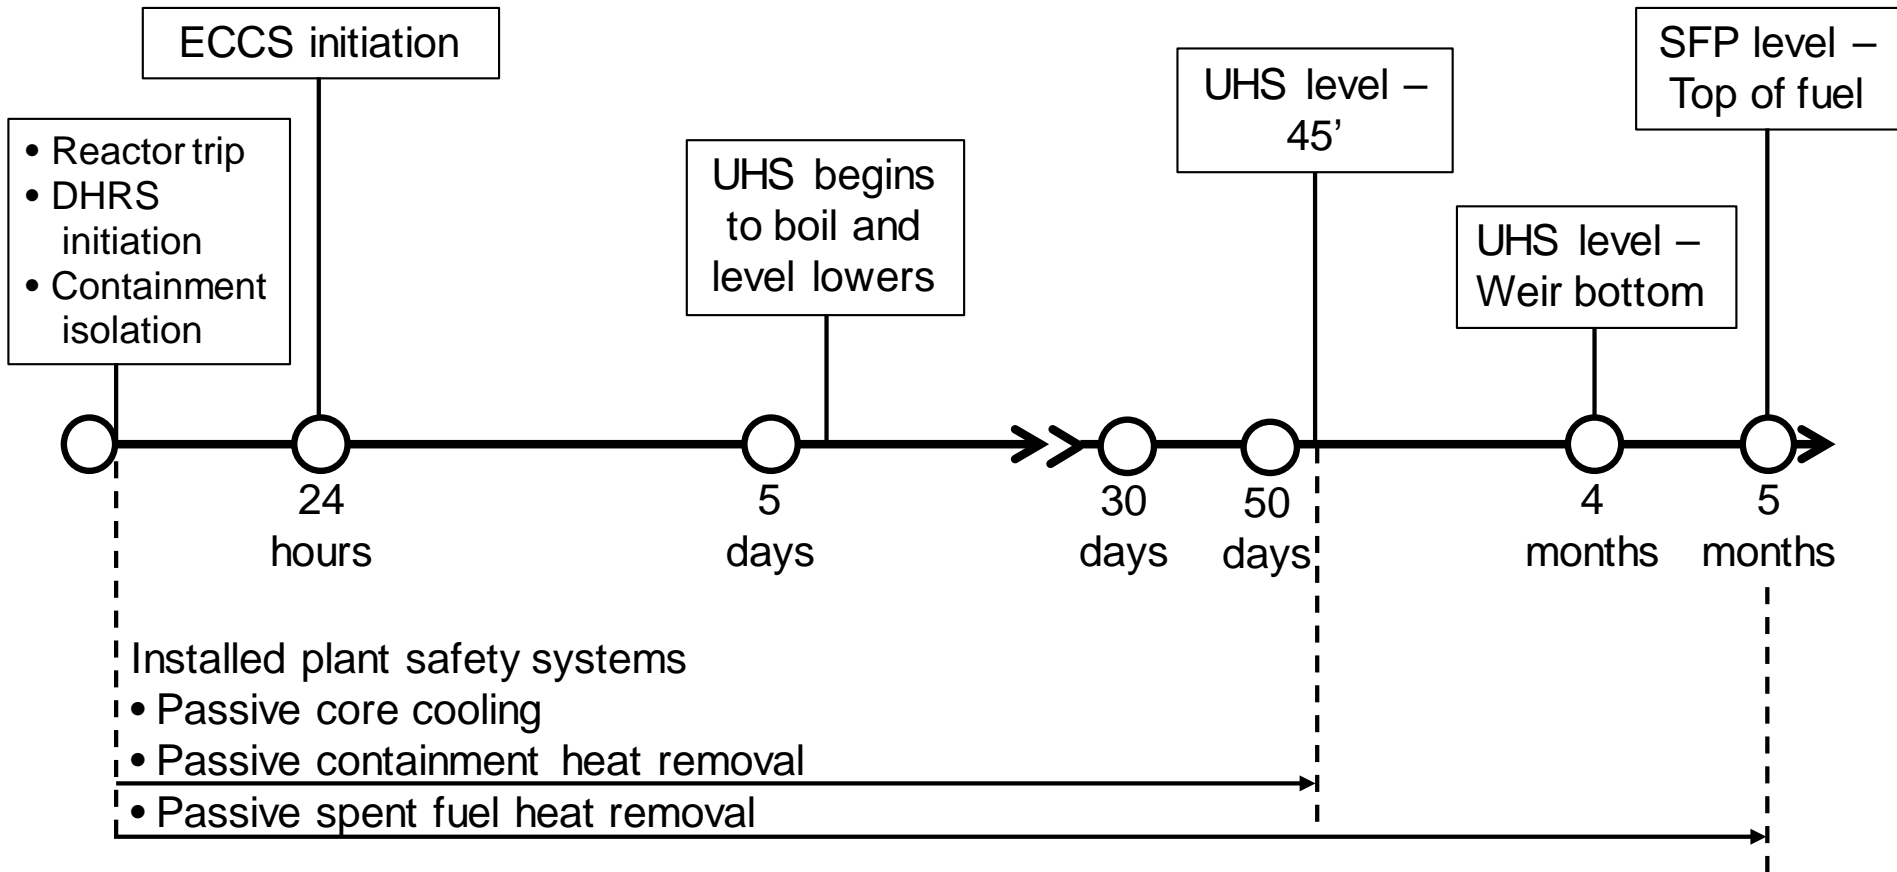 ECCS initiation
• Reactor trip
• DHRS
initiation
• Containment
isolation
UHS begins
to boil and
level lowers
UHS level –
45’
UHS level –
Weir bottom
SFP level –
Top of fuel
24
hours
5
days
30
days
50
days
4
months
5
months
Installed plant safety systems
• Passive core cooling
• Passive containment heat removal
• Passive spent fuel heat removal